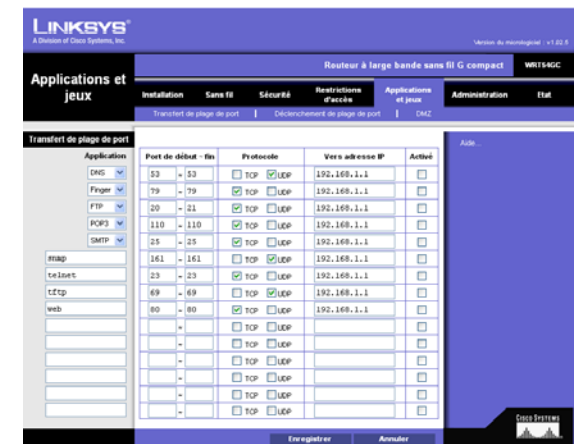 LINKSYS®
A Division of Cisco Systems, Inc.
Version du micrologiciel : v1.02.5
Routeur à large bande sans fil G compact WRT54GC
Applications et jeux
Installation Sans fil Sécurité Restrictions d'accès Applications et jeux Administration Etat
Transfert de plage de port | Déclenchement de plage de port | DMZ
Transfert de plage de port
Aide...
Application Port de début - fin Protocole Vers adresse IP Activé
DNS 53 - 53 TCP UDP 192.168.1.1
Finger 79 - 79 TCP UDP 192.168.1.1
FTP 20 - 21 TCP UDP 192.168.1.1
POP3 110 - 110 TCP UDP 192.168.1.1
SMTP 25 - 25 TCP UDP 192.168.1.1
snap 161 - 161 TCP UDP 192.168.1.1
telnet 23 - 23 TCP UDP 192.168.1.1
tftp 69 - 69 TCP UDP 192.168.1.1
web 80 - 80 TCP UDP 192.168.1.1
- TCP UDP
- TCP UDP
- TCP UDP
- TCP UDP
- TCP UDP
Enregistrer Annuler
CISCO SYSTEMS